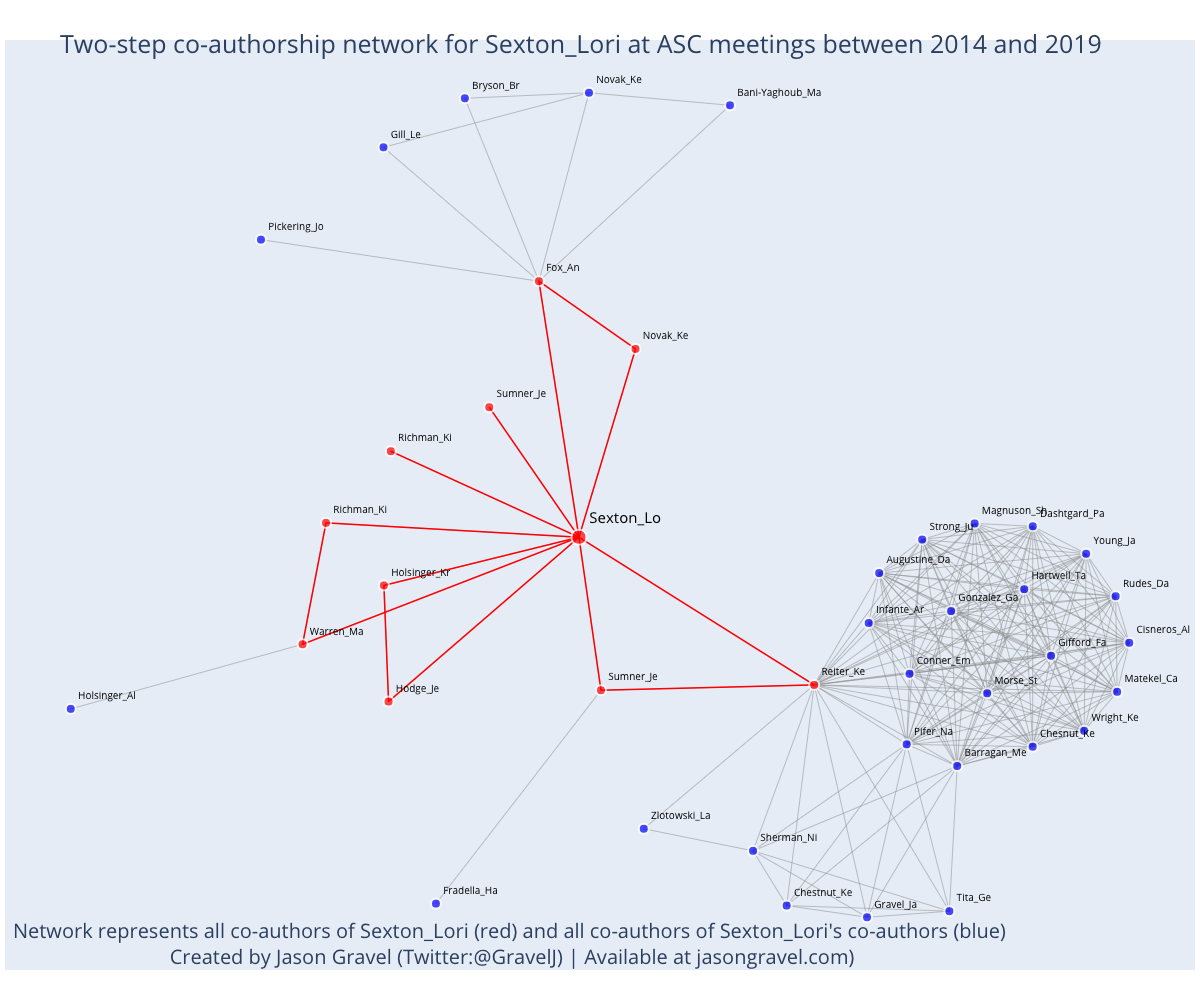 Two-step co-authorship network for Sexton_Lori at ASC meetings between 2014 and 2019
Novak_Ke
Bryson_Br
Bani-Yaghoub_Ma
Gill_Le
Pickering_Jo
Fox_An
Novak_Ke
Sumner_Je
Richman_Ki
Richman_Ki
Sexton_Lo
Magnuson_Sh
Dashtgard_Pa
Strong_Ju
Young_Ja
Augustine_Da
Holsinger_Kr
Hartwell_Ta
Rudes_Da
Gonzalez_Ga
Infante_Ar
Warren_Ma
Cisneros_Al
Gifford_Fa
Conner_Em
Reiter_Ke
Sumner_Je
Morse_St
Matekel_Ca
Hodge_Je
Holsinger_Al
Wright_Ke
Pifer_Na
Chesnut_Ke
Barragan_Me
Zlotowski_La
Sherman_Ni
Fradella_Ha
Chestnut_Ke
Tita_Ge
Gravel_Ja
Network represents all co-authors of Sexton_Lori (red) and all co-authors of Sexton_Lori's co-authors (blue)
Created by Jason Gravel (Twitter:@GravelJ) | Available at jasongravel.com)